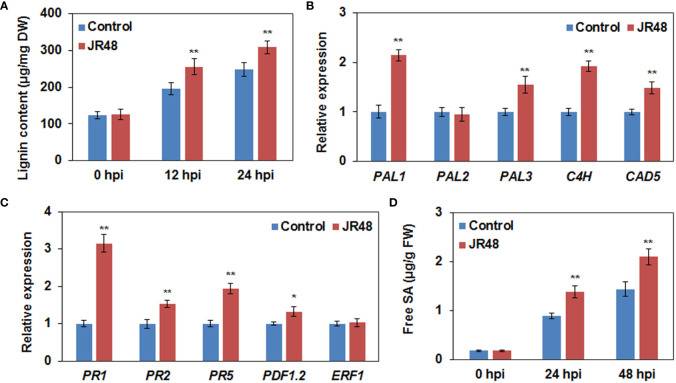 A
Control
JR48
Lignin content (µg/mg DW)
400
300
200
100
0
**
**
0 hpi 12 hpi 24 hpi
B
Control JR48
Relative expression
3
2
1
0
**
**
**
**
PAL1 PAL2 PAL3 C4H CAD5
C
Control JR48
Relative expression
4
3
2
1
0
**
**
**
*
PR1 PR2 PR5 PDF1.2 ERF1
D
Control
JR48
Free SA (µg/g FW)
3
2
1
0
**
**
0 hpi 24 hpi 48 hpi